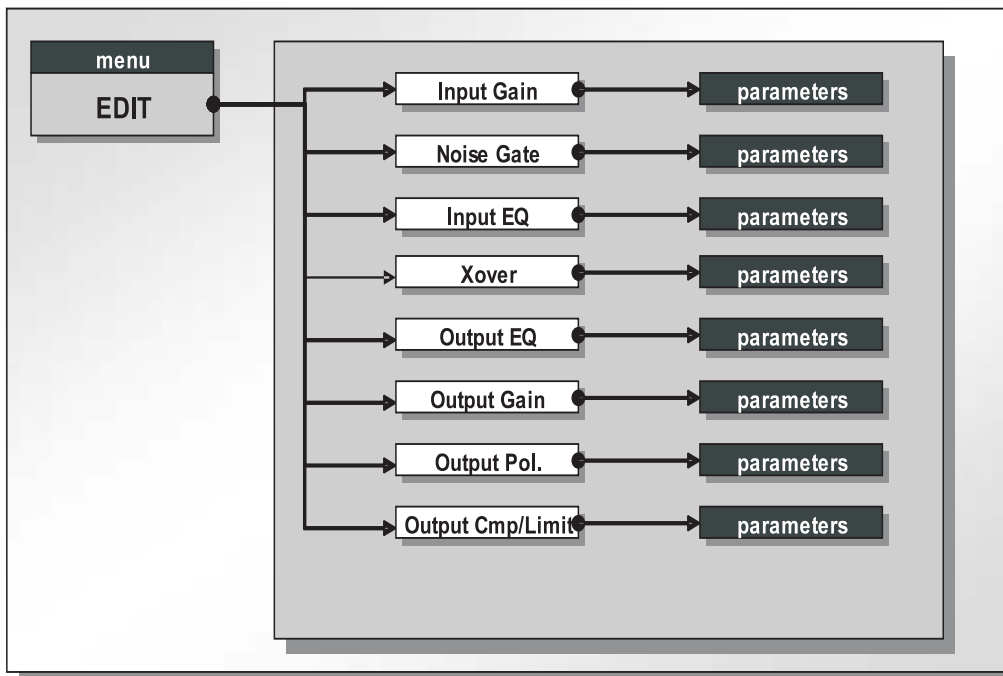 menu
EDIT
Input Gain
parameters
Noise Gate
parameters
Input EQ
parameters
Xover
parameters
Output EQ
parameters
Output Gain
parameters
Output Pol.
parameters
Output Cmp/Limit
parameters